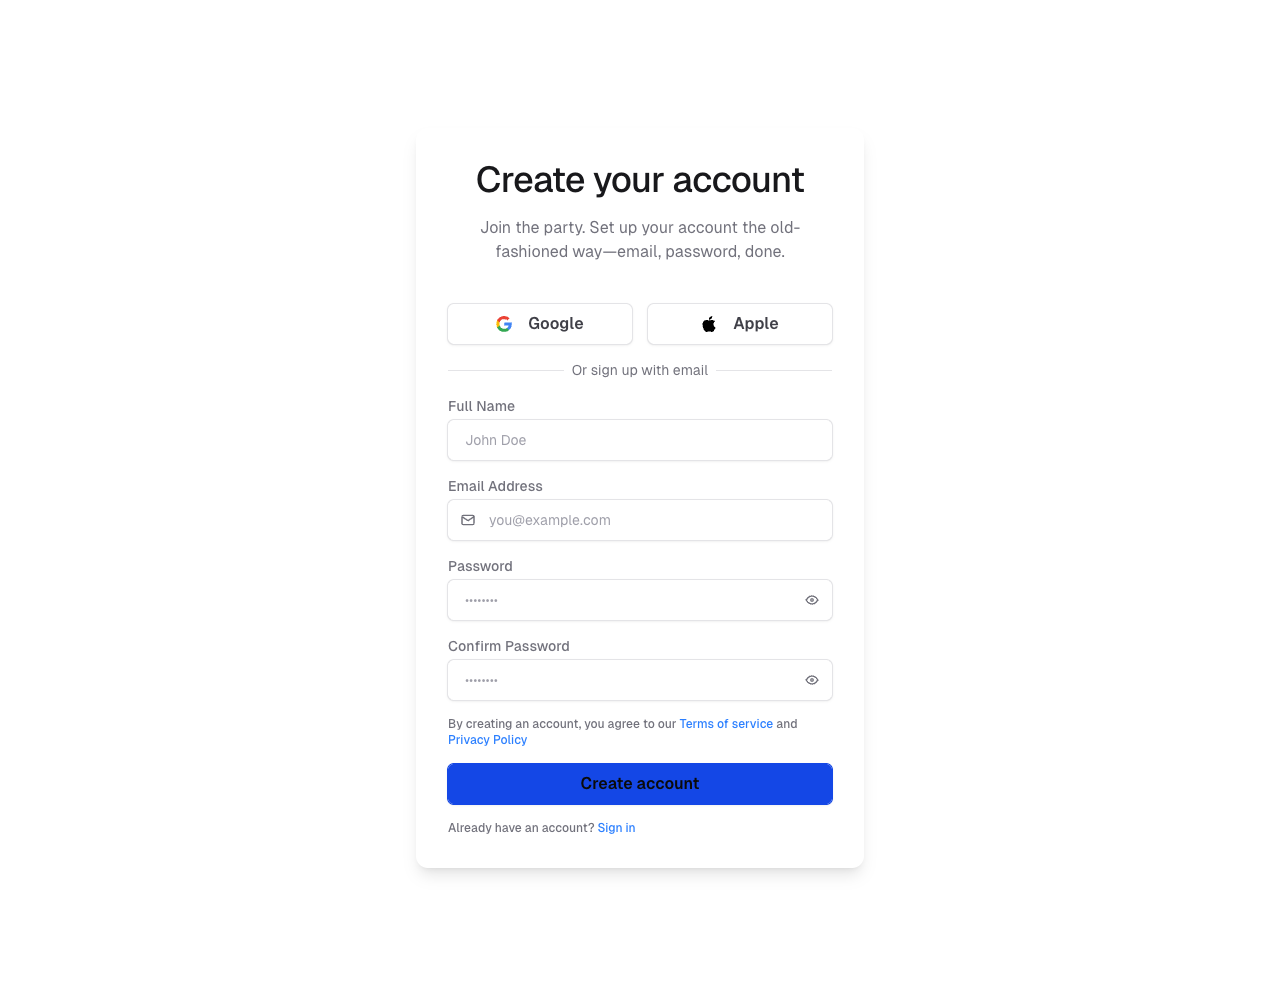 Create your account
Join the party. Set up your account the old-
fashioned way—email, password, done.
Google
Apple
Or sign up with email
Full Name
John Doe
Email Address
you@example.com
Password
••••••••
Confirm Password
••••••••
By creating an account, you agree to our Terms of service and
Privacy Policy
Create account
Already have an account? Sign in